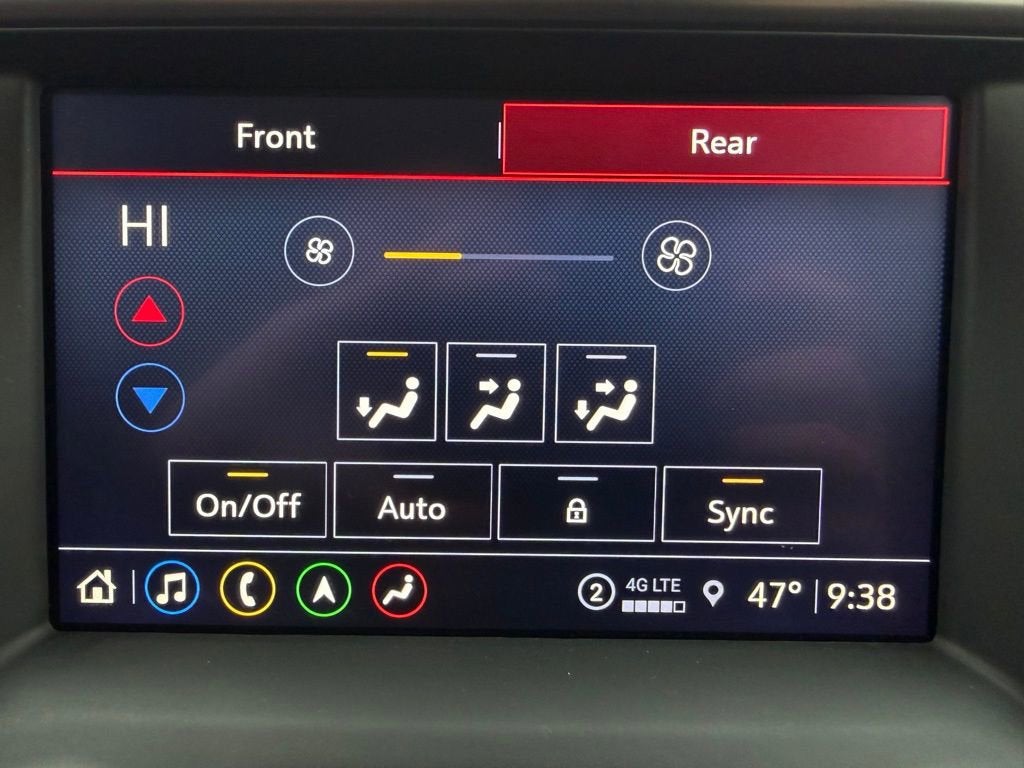 Front
Rear
HI
On/Off
Auto
Sync
2
4G LTE
47°
9:38